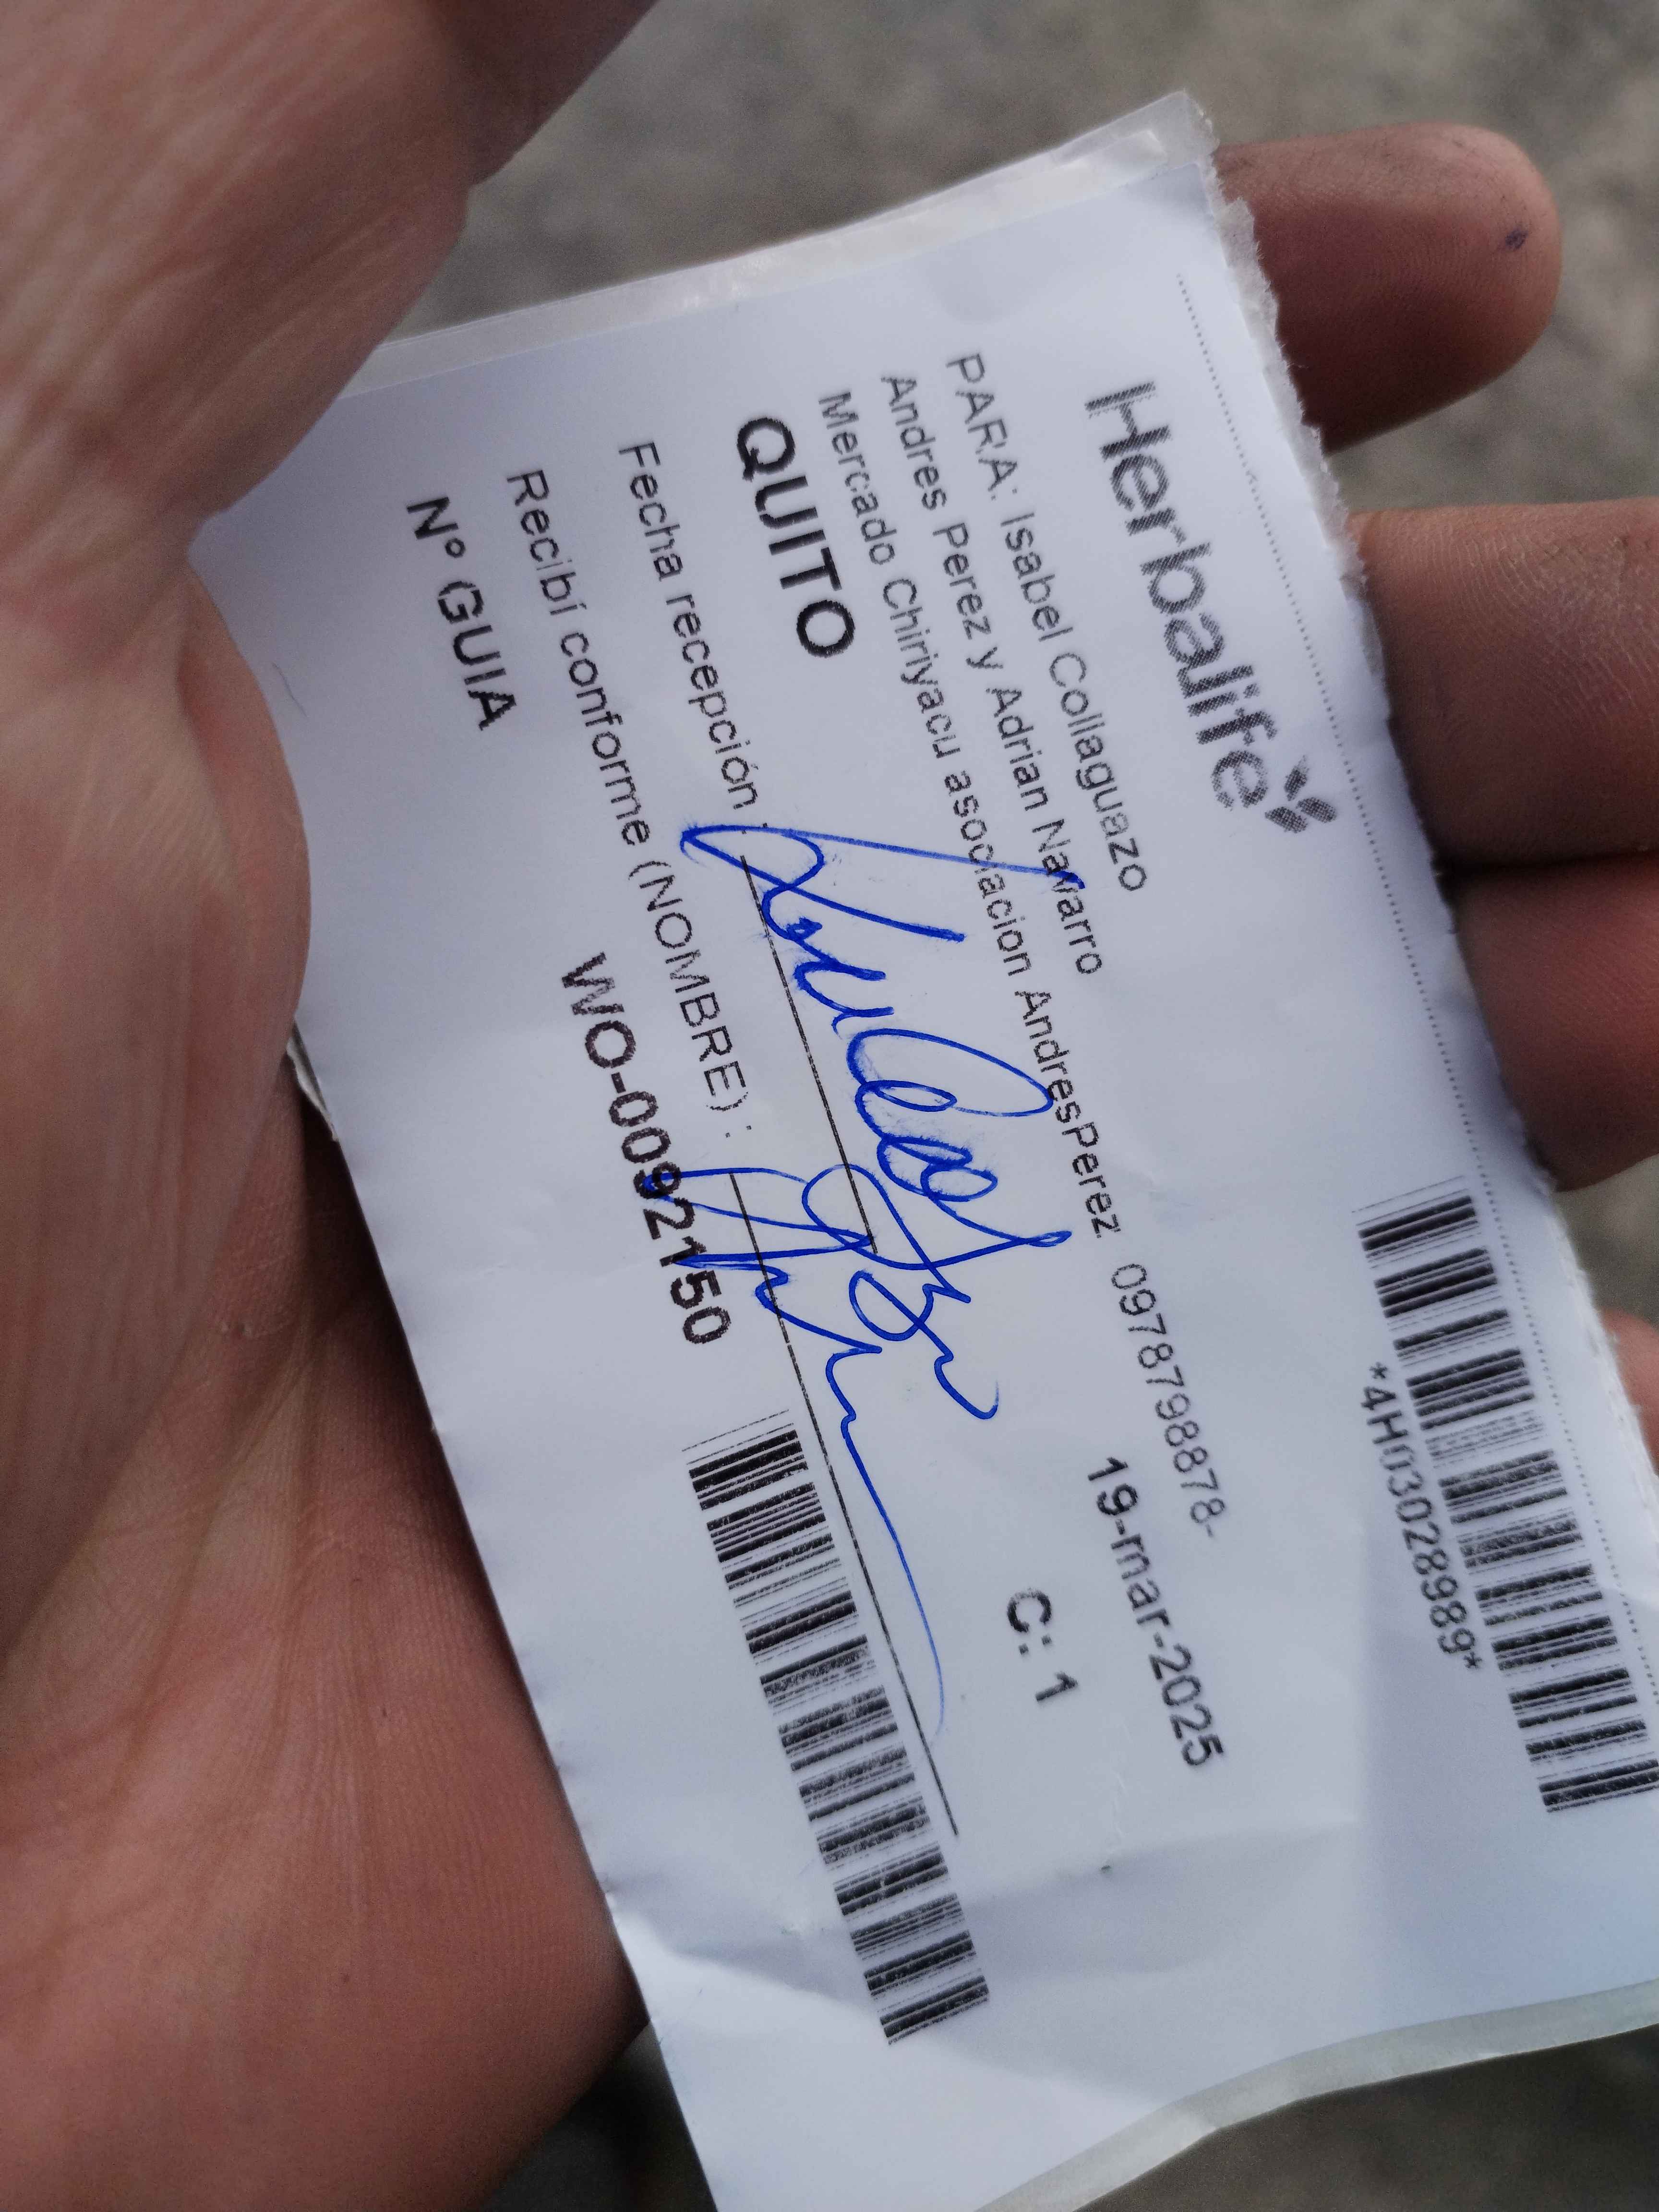 Herbalife
*4H03028989*
PARA: Isabel Collaguazo
Andres Perez y Adrian Navarro
Mercado Chiriyacu asociacion AndresPerez 0978798878-
19-mar-2025
QUITO
C: 1
Fecha recepción
Recibí conforme (NOMBRE) :
Nº GUIA WO-0092150